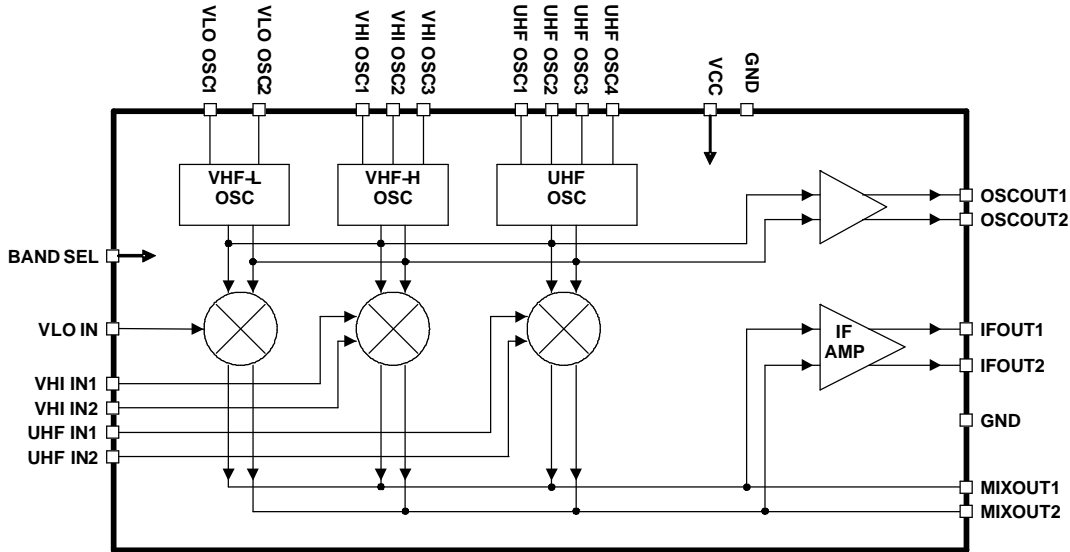 VLO OSC1
VLO OSC2
VHI OSC1
VHI OSC2
VHI OSC3
UHF OSC1
UHF OSC2
UHF OSC3
UHF OSC4
VCC
GND
VHF–L
OSC
VHF–H
OSC
UHF
OSC
OSCOUT1
OSCOUT2
BAND SEL
VLO IN
IF
AMP
IFOUT1
IFOUT2
VHI IN1
VHI IN2
UHF IN1
UHF IN2
GND
MIXOUT1
MIXOUT2